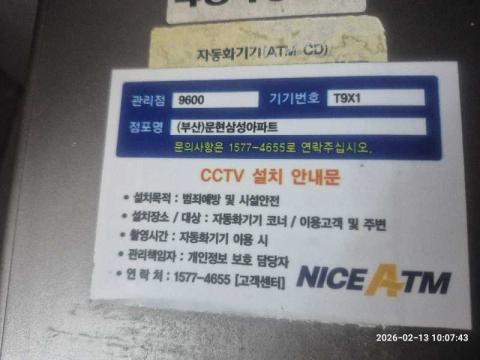 자동화기기(ATM·CD)
관리점 9600 기기번호 T9X1
점포명 (부산)문현삼성아파트
문의사항은 1577-4655로 연락주십시오.
CCTV 설치 안내문
• 설치목적 : 범죄예방 및 시설안전
• 설치장소 / 대상 : 자동화기기 코너 / 이용고객 및 주변
• 촬영시간 : 자동화기기 이용 시
• 관리책임자 : 개인정보 보호 담당자
• 연 락 처 : 1577-4655 [고객센터]
NICE ATM
2026-02-13 10:07:43